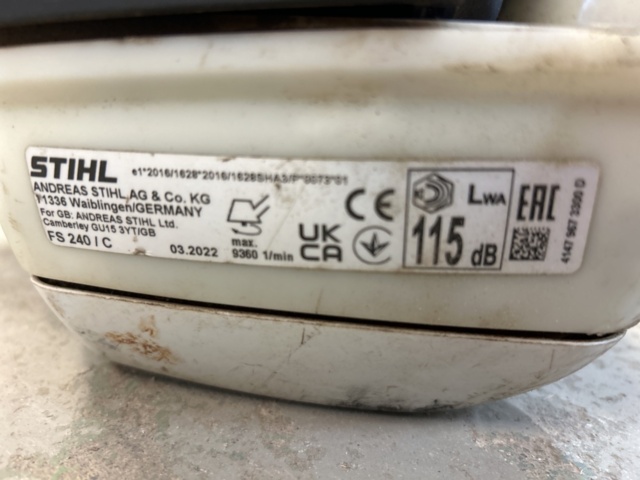 STIHL
e1*2016/1628*2016/1628SHA3/P*0073*01
ANDREAS STIHL AG & Co. KG
71336 Waiblingen/GERMANY
For GB: ANDREAS STIHL Ltd.
Camberley GU15 3YT/GB
FS 240 / C
03.2022
max.
9360 1/min
CE
UK
CA
LWA
115 dB
EAC
4147 967 3300 D